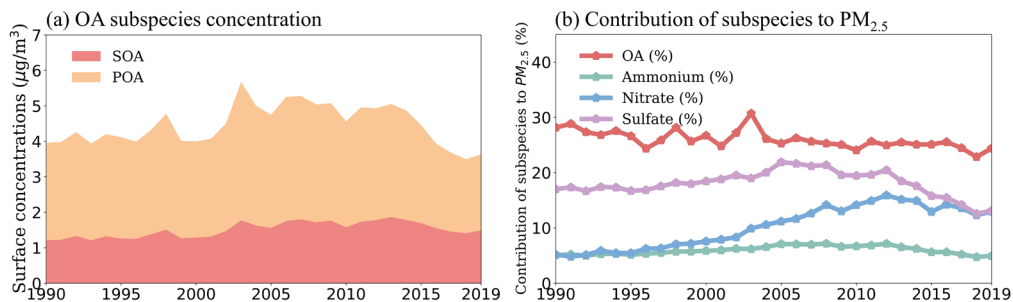 (a) OA subspecies concentration
Surface concentrations (μg/m³)
7
6
5
4
3
2
1
0
SOA
POA
1990 1995 2000 2005 2010 2015 2019
(b) Contribution of subspecies to PM2.5
Contribution of subspecies to PM2.5 (%)
40
30
20
10
0
OA (%)
Ammonium (%)
Nitrate (%)
Sulfate (%)
1990 1995 2000 2005 2010 2015 2019